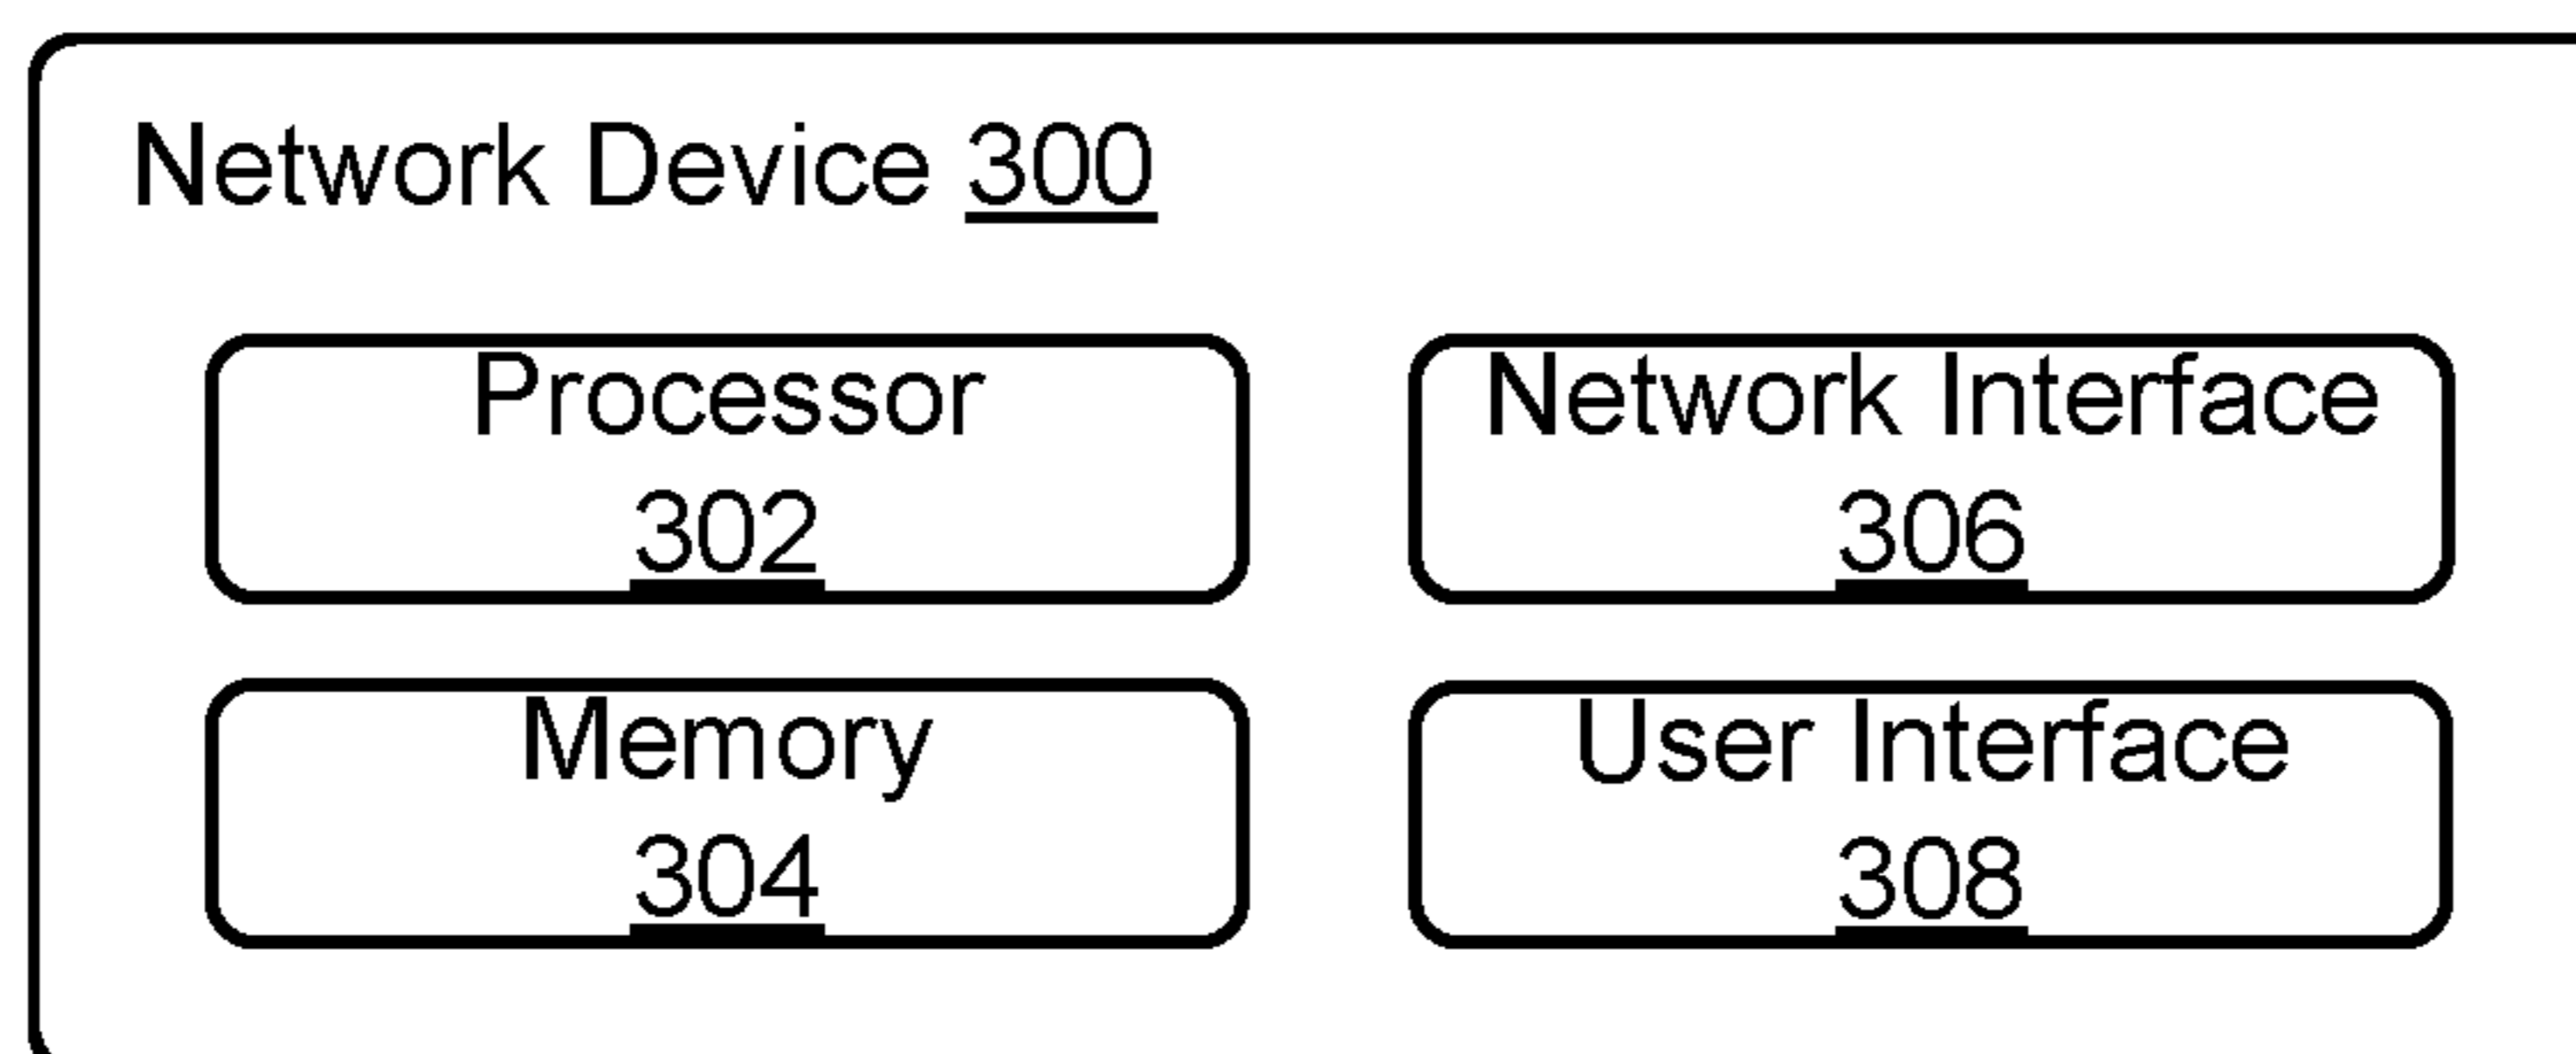 Network Device 300
Processor
302
Network Interface
306
Memory
304
User Interface
308